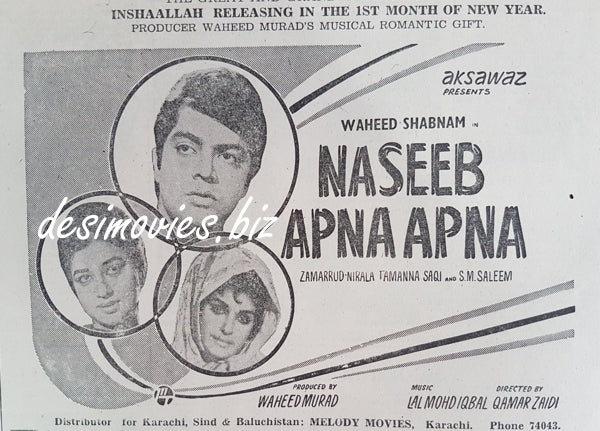 INSHAALLAH RELEASING IN THE 1ST MONTH OF NEW YEAR.
PRODUCER WAHEED MURAD'S MUSICAL ROMANTIC GIFT.
aksawaz
PRESENTS
WAHEED SHABNAM IN
NASEEB
APNA APNA
desimovies.biz
ZAMARRUD-NIRALA TAMANNA SAQI AND S.M. SALEEM
PRODUCED BY
WAHEED MURAD
MUSIC
LAL MOHD IQBAL
DIRECTED BY
QAMAR ZAIDI
Distributor for Karachi, Sind & Baluchistan: MELODY MOVIES, Karachi. Phone 74043.